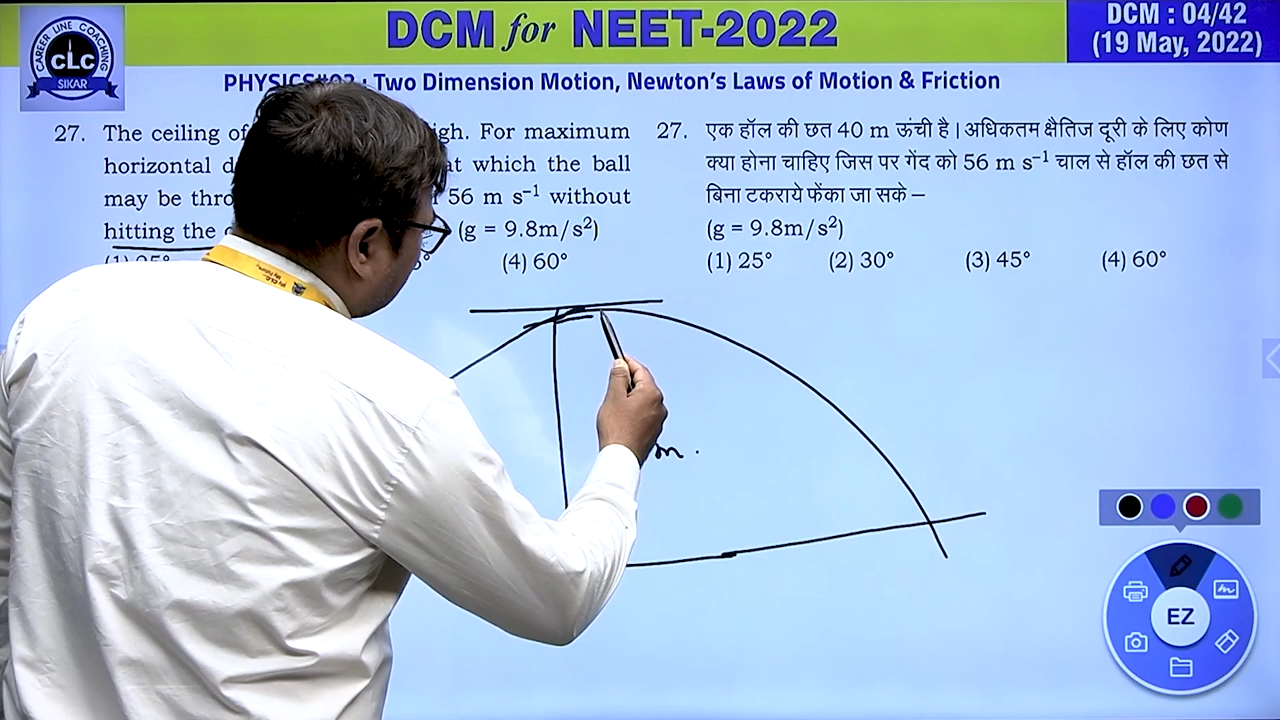 DCM for NEET-2022
DCM : 04/42
(19 May, 2022)
CAREER LINE COACHING
CLC
SIKAR
PHYSICS#03 : Two Dimension Motion, Newton's Laws of Motion & Friction
27. The ceiling of igh. For maximum
horizontal d at which the ball
may be thro 56 m s⁻¹ without
hitting the (g = 9.8m/s²)
(1) 25° (4) 60°
27. एक हॉल की छत 40 m ऊंची है। अधिकतम क्षैतिज दूरी के लिए कोण
क्या होना चाहिए जिस पर गेंद को 56 m s⁻¹ चाल से हॉल की छत से
बिना टकराये फेंका जा सके –
(g = 9.8m/s²)
(1) 25° (2) 30° (3) 45° (4) 60°
m.
EZ